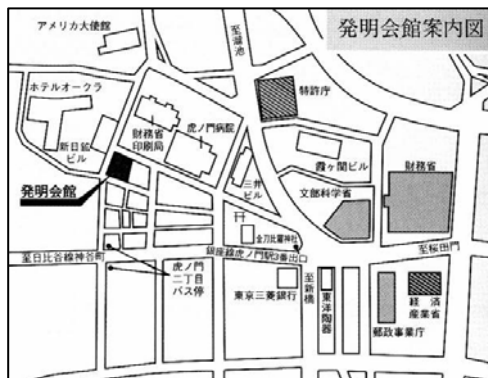 発明会館案内図
アメリカ大使館
至溜池
特許庁
ホテルオークラ
財務省
印刷局
虎ノ門病院
新日鉱
ビル
三井
ビル
霞ヶ関ビル
財務省
文部科学省
発明会館
金刀比羅神社
銀座線虎ノ門駅3番出口
至桜田門
至日比谷線神谷町
虎ノ門
二丁目
バス停
東京三菱銀行
至新橋
東洋陶器
経済
産業省
郵政事業庁